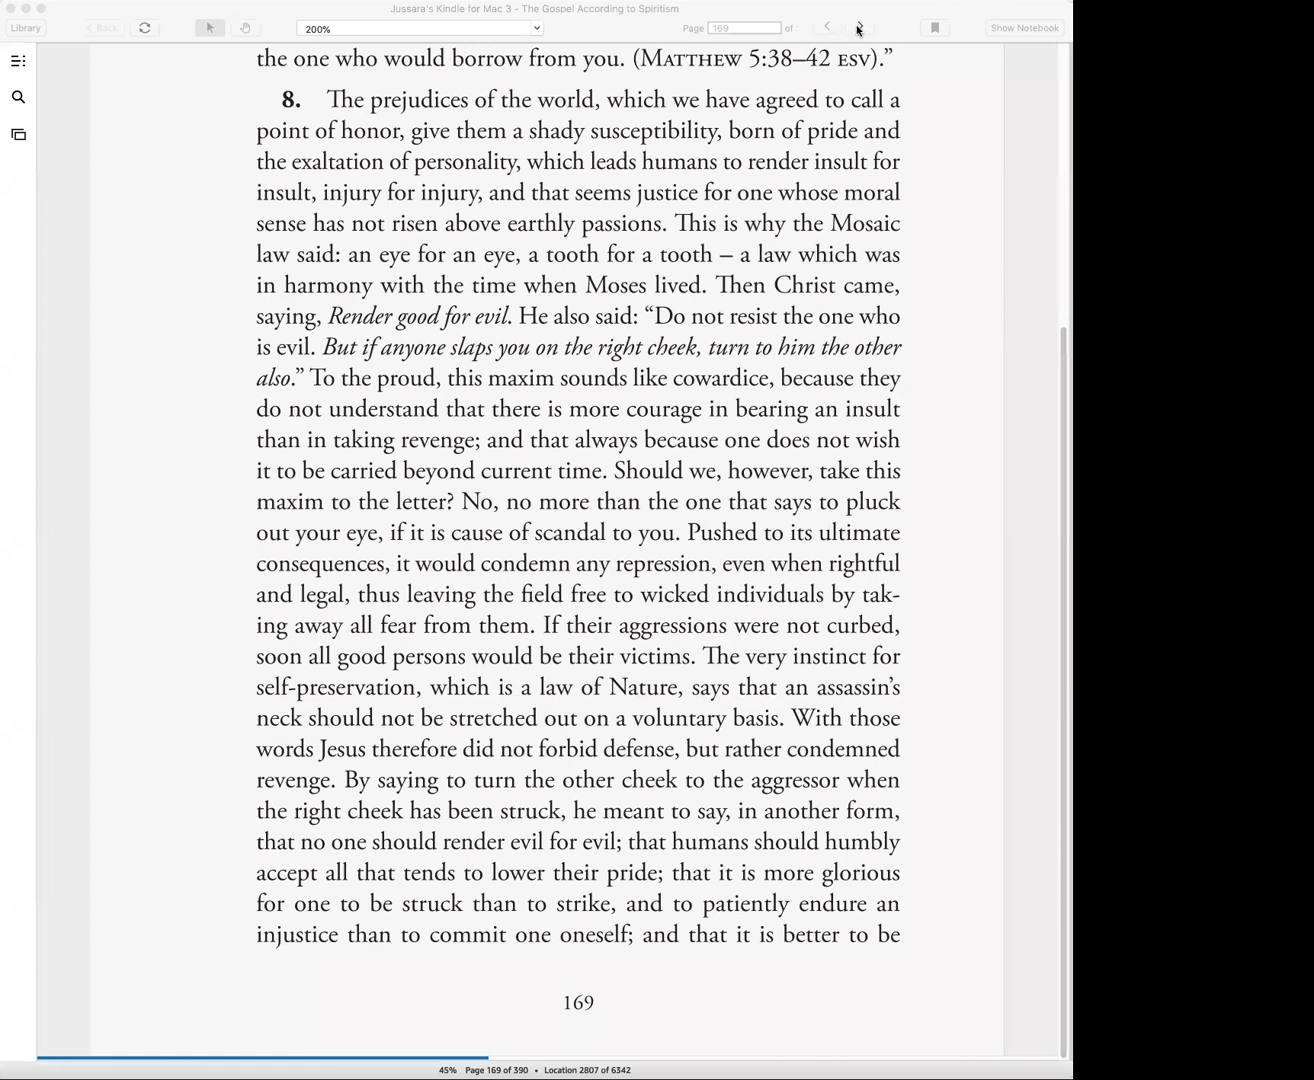 Jussara's Kindle for Mac 3 - The Gospel According to Spiritism
Library
Back
200%
Page 169 of
Show Notebook
the one who would borrow from you. (MATTHEW 5:38–42 ESV).”
8. The prejudices of the world, which we have agreed to call a
point of honor, give them a shady susceptibility, born of pride and
the exaltation of personality, which leads humans to render insult for
insult, injury for injury, and that seems justice for one whose moral
sense has not risen above earthly passions. This is why the Mosaic
law said: an eye for an eye, a tooth for a tooth – a law which was
in harmony with the time when Moses lived. Then Christ came,
saying, Render good for evil. He also said: “Do not resist the one who
is evil. But if anyone slaps you on the right cheek, turn to him the other
also.” To the proud, this maxim sounds like cowardice, because they
do not understand that there is more courage in bearing an insult
than in taking revenge; and that always because one does not wish
it to be carried beyond current time. Should we, however, take this
maxim to the letter? No, no more than the one that says to pluck
out your eye, if it is cause of scandal to you. Pushed to its ultimate
consequences, it would condemn any repression, even when rightful
and legal, thus leaving the field free to wicked individuals by tak-
ing away all fear from them. If their aggressions were not curbed,
soon all good persons would be their victims. The very instinct for
self-preservation, which is a law of Nature, says that an assassin’s
neck should not be stretched out on a voluntary basis. With those
words Jesus therefore did not forbid defense, but rather condemned
revenge. By saying to turn the other cheek to the aggressor when
the right cheek has been struck, he meant to say, in another form,
that no one should render evil for evil; that humans should humbly
accept all that tends to lower their pride; that it is more glorious
for one to be struck than to strike, and to patiently endure an
injustice than to commit one oneself; and that it is better to be
169
45% Page 169 of 390 • Location 2807 of 6342